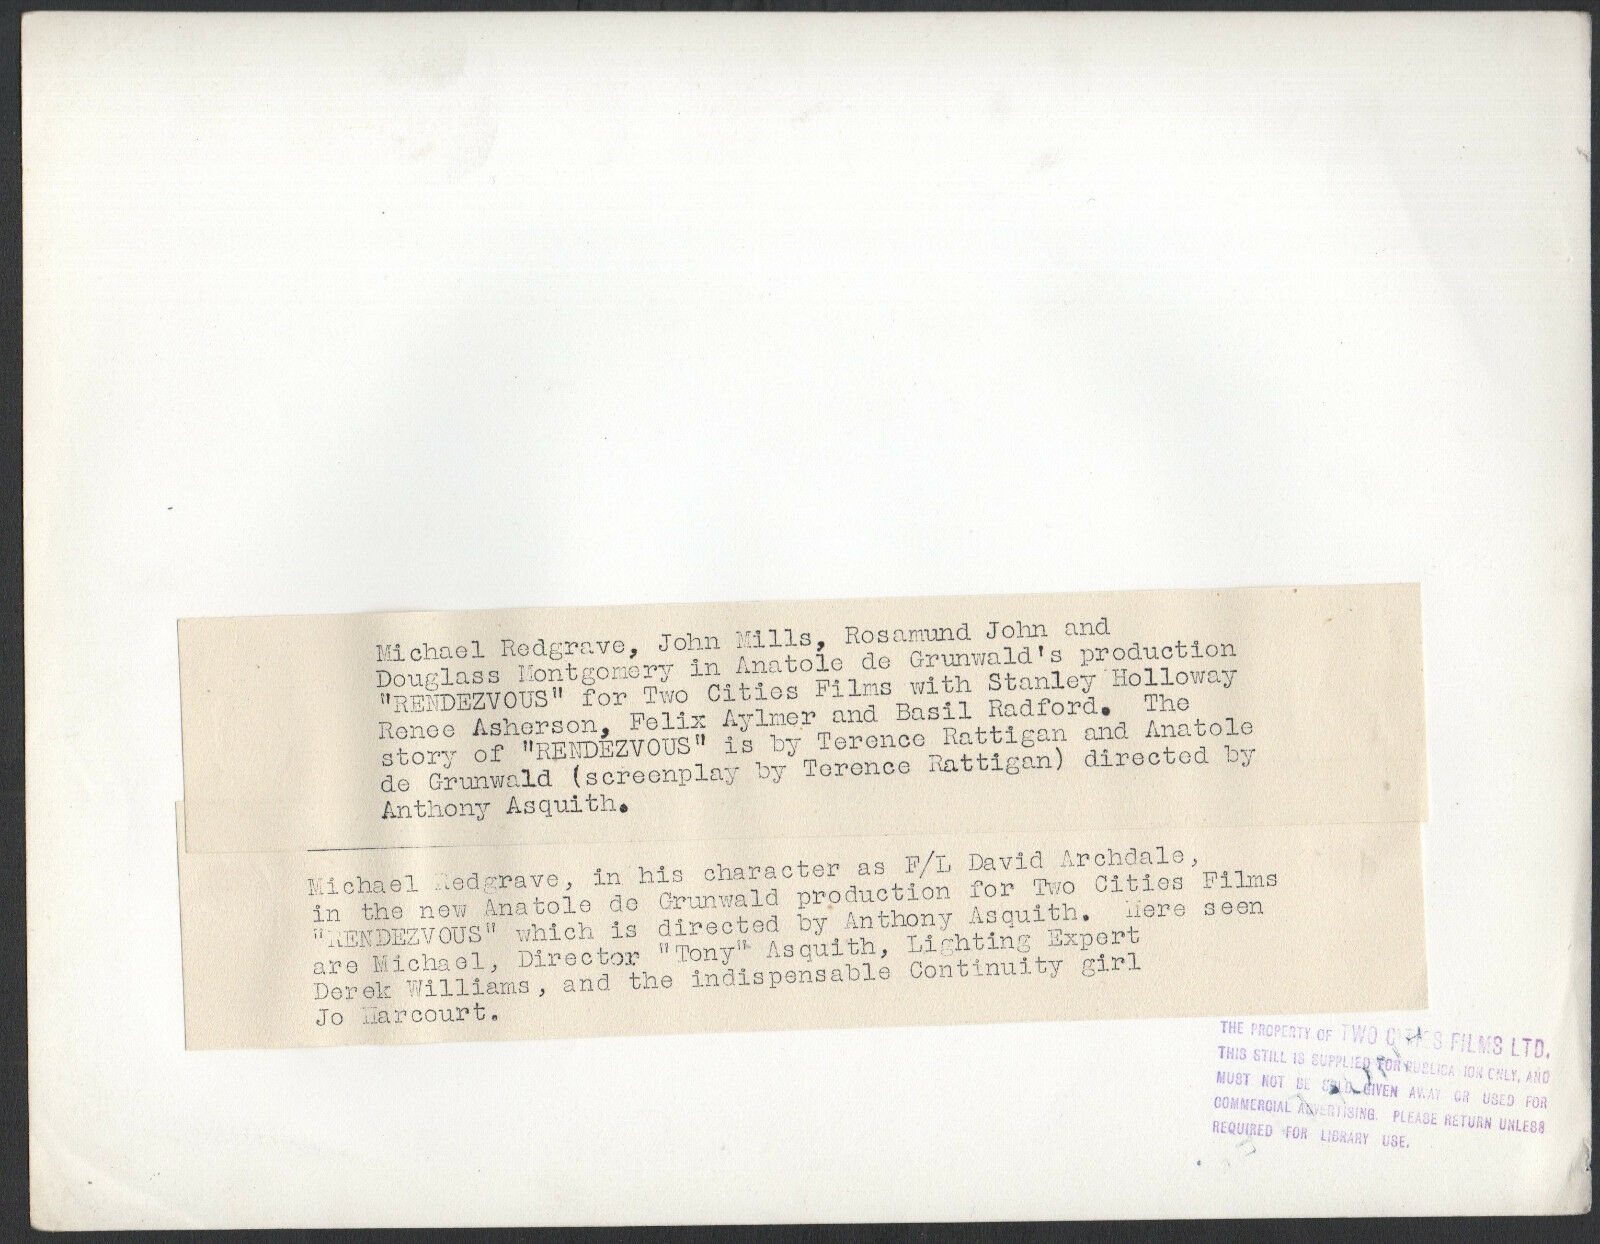 Michael Redgrave, John Mills, Rosamund John and
Douglass Montgomery in Anatole de Grunwald's production
"RENDEZVOUS" for Two Cities Films with Stanley Holloway
Renee Asherson, Felix Aylmer and Basil Radford. The
story of "RENDEZVOUS" is by Terence Rattigan and Anatole
de Grunwald (screenplay by Terence Rattigan) directed by
Anthony Asquith.
Michael Redgrave, in his character as F/L David Archdale,
in the new Anatole de Grunwald production for Two Cities Films
"RENDEZVOUS" which is directed by Anthony Asquith. Here seen
are Michael, Director "Tony" Asquith, Lighting Expert
Derek Williams, and the indispensable Continuity girl
Jo Harcourt.
THE PROPERTY OF TWO CITIES FILMS LTD.
THIS STILL IS SUPPLIED FOR PUBLICATION ONLY, AND
MUST NOT BE SOLD, GIVEN AWAY OR USED FOR
COMMERCIAL ADVERTISING. PLEASE RETURN UNLESS
REQUIRED FOR LIBRARY USE.